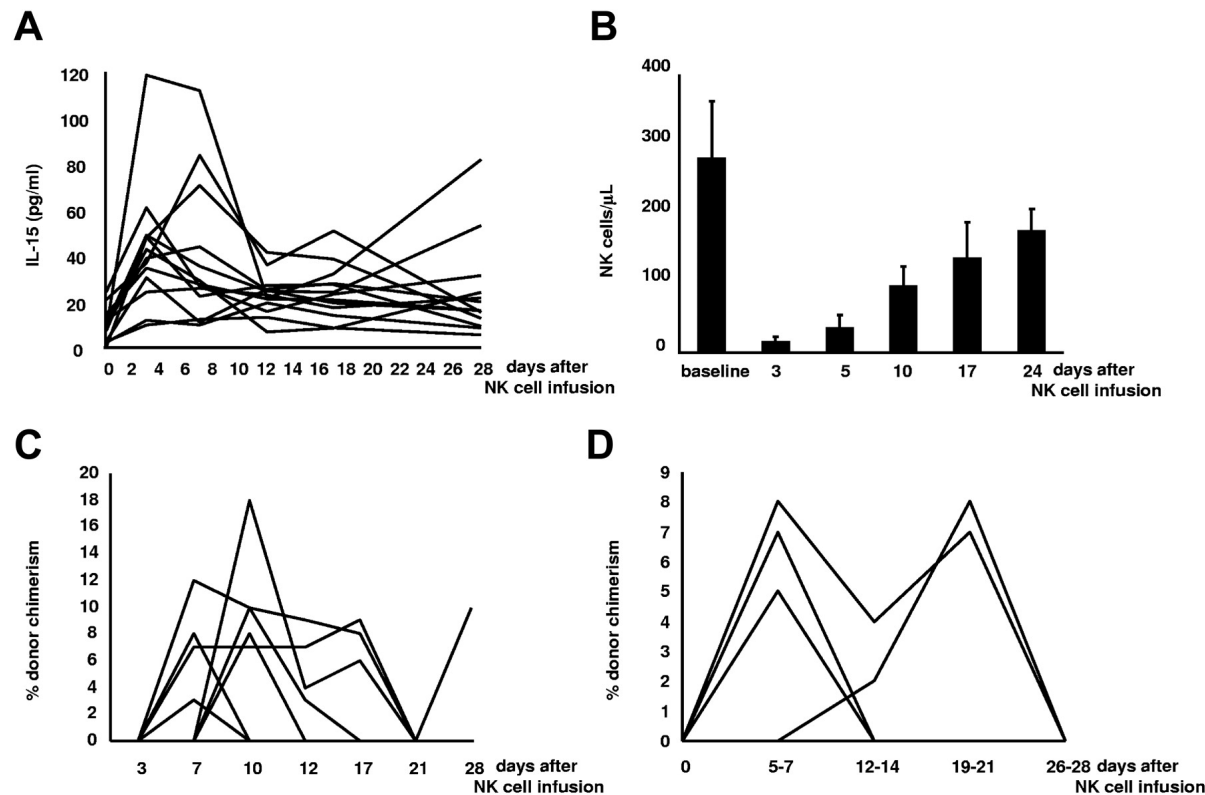 A
IL-15 (pg/ml)
120
100
80
60
40
20
0
0 2 4 6 8 10 12 14 16 18 20 22 24 26 28 days after
NK cell infusion
B
NK cells/μL
400
300
200
100
0
baseline 3 5 10 17 24 days after
NK cell infusion
C
% donor chimerism
20
18
16
14
12
10
8
6
4
2
0
3 7 10 12 17 21 28 days after
NK cell infusion
D
% donor chimerism
9
8
7
6
5
4
3
2
1
0
0 5-7 12-14 19-21 26-28 days after
NK cell infusion